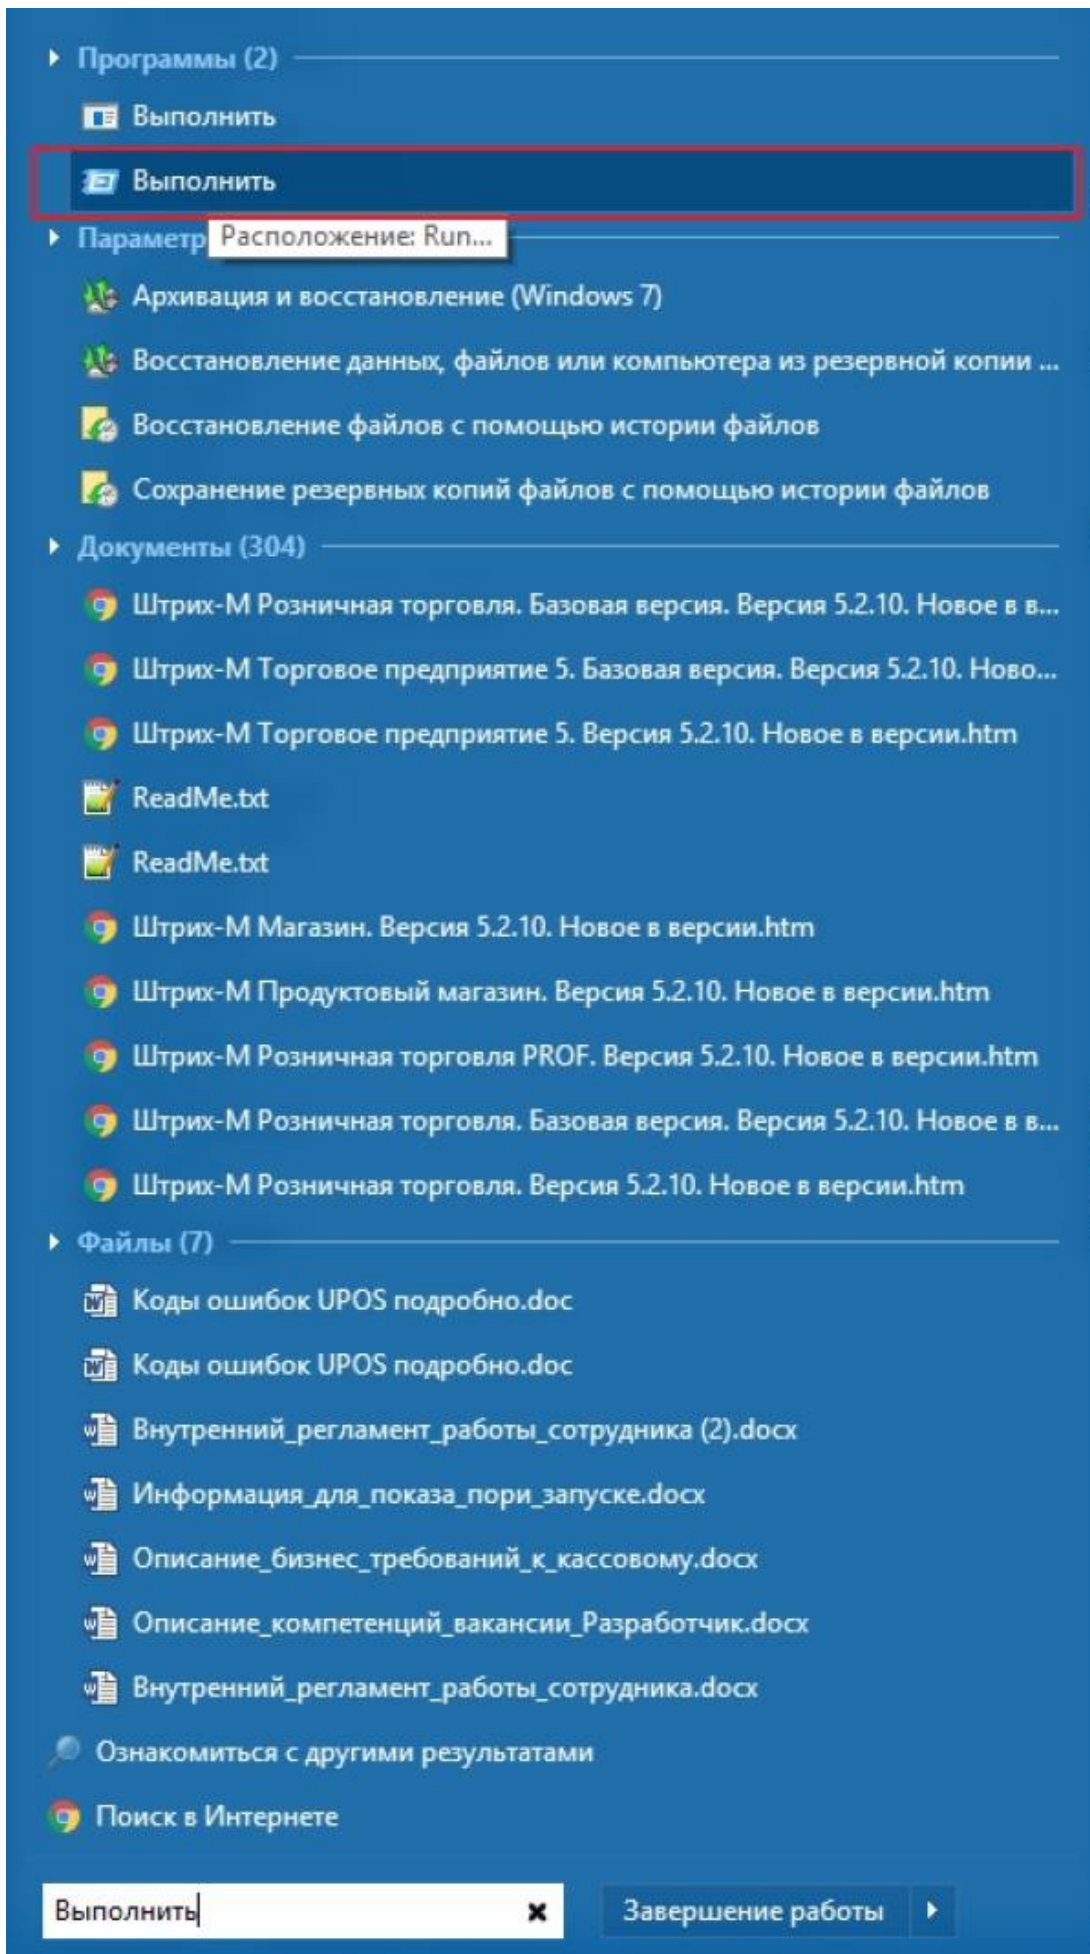 Программы (2)
Выполнить
Выполнить
Параметр
Расположение: Run...
Архивация и восстановление (Windows 7)
Восстановление данных, файлов или компьютера из резервной копии ...
Восстановление файлов с помощью истории файлов
Сохранение резервных копий файлов с помощью истории файлов
Документы (304)
Штрих-М Розничная торговля. Базовая версия. Версия 5.2.10. Новое в в...
Штрих-М Торговое предприятие 5. Базовая версия. Версия 5.2.10. Ново...
Штрих-М Торговое предприятие 5. Версия 5.2.10. Новое в версии.htm
ReadMe.txt
ReadMe.txt
Штрих-М Магазин. Версия 5.2.10. Новое в версии.htm
Штрих-М Продуктовый магазин. Версия 5.2.10. Новое в версии.htm
Штрих-М Розничная торговля PROF. Версия 5.2.10. Новое в версии.htm
Штрих-М Розничная торговля. Базовая версия. Версия 5.2.10. Новое в в...
Штрих-М Розничная торговля. Версия 5.2.10. Новое в версии.htm
Файлы (7)
Коды ошибок UPOS подробно.doc
Коды ошибок UPOS подробно.doc
Внутренний_регламент_работы_сотрудника (2).docx
Информация_для_показа_пори_запуске.docx
Описание_бизнес_требований_к_кассовому.docx
Описание_компетенций_вакансии_Разработчик.docx
Внутренний_регламент_работы_сотрудника.docx
Ознакомиться с другими результатами
Поиск в Интернете
Выполнить
Завершение работы